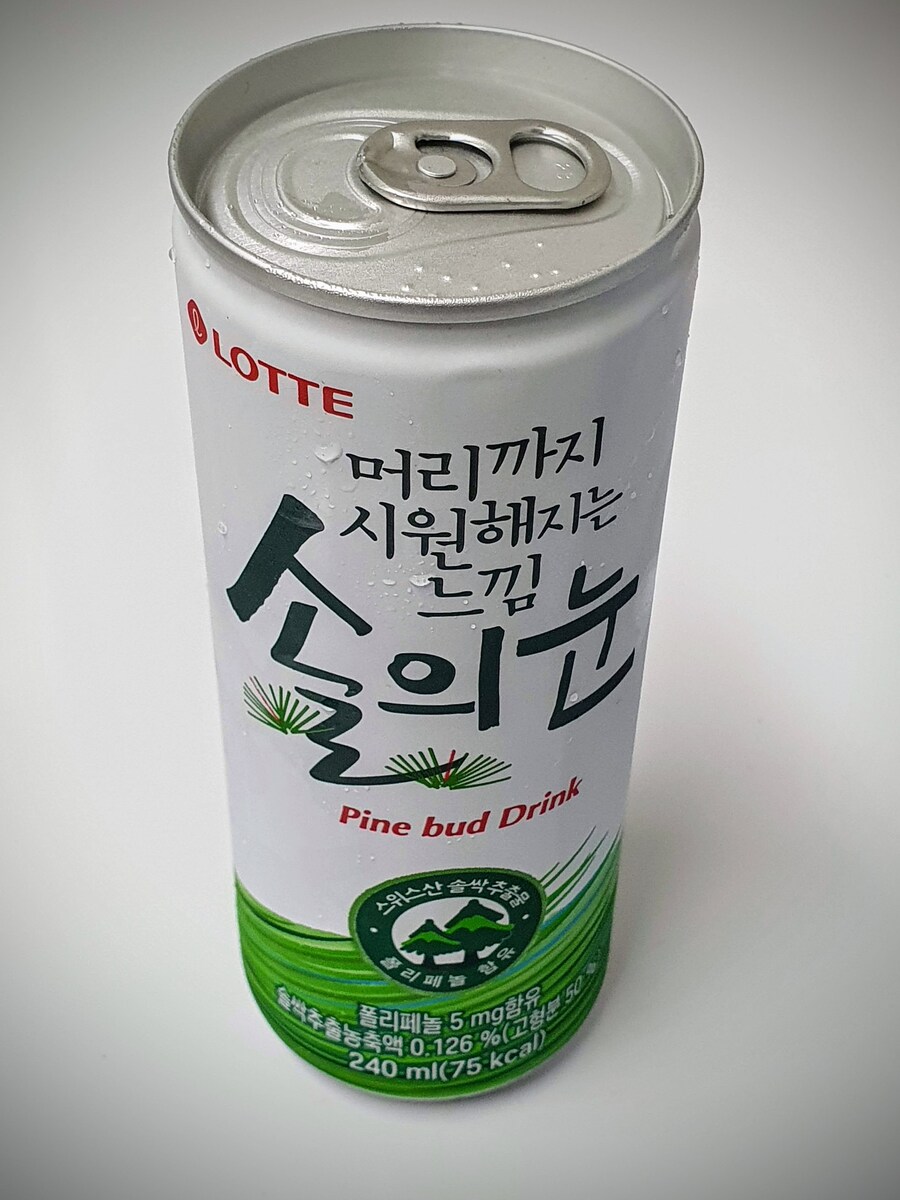 LOTTE
머리까지
시원해지는
느낌
솔의눈
Pine bud Drink
스위스산 솔싹추출물
폴리페놀 함유
폴리페놀 5 mg함유
솔싹추출농축액 0.126 %(고형분 50 %)
240 ml(75 kcal)